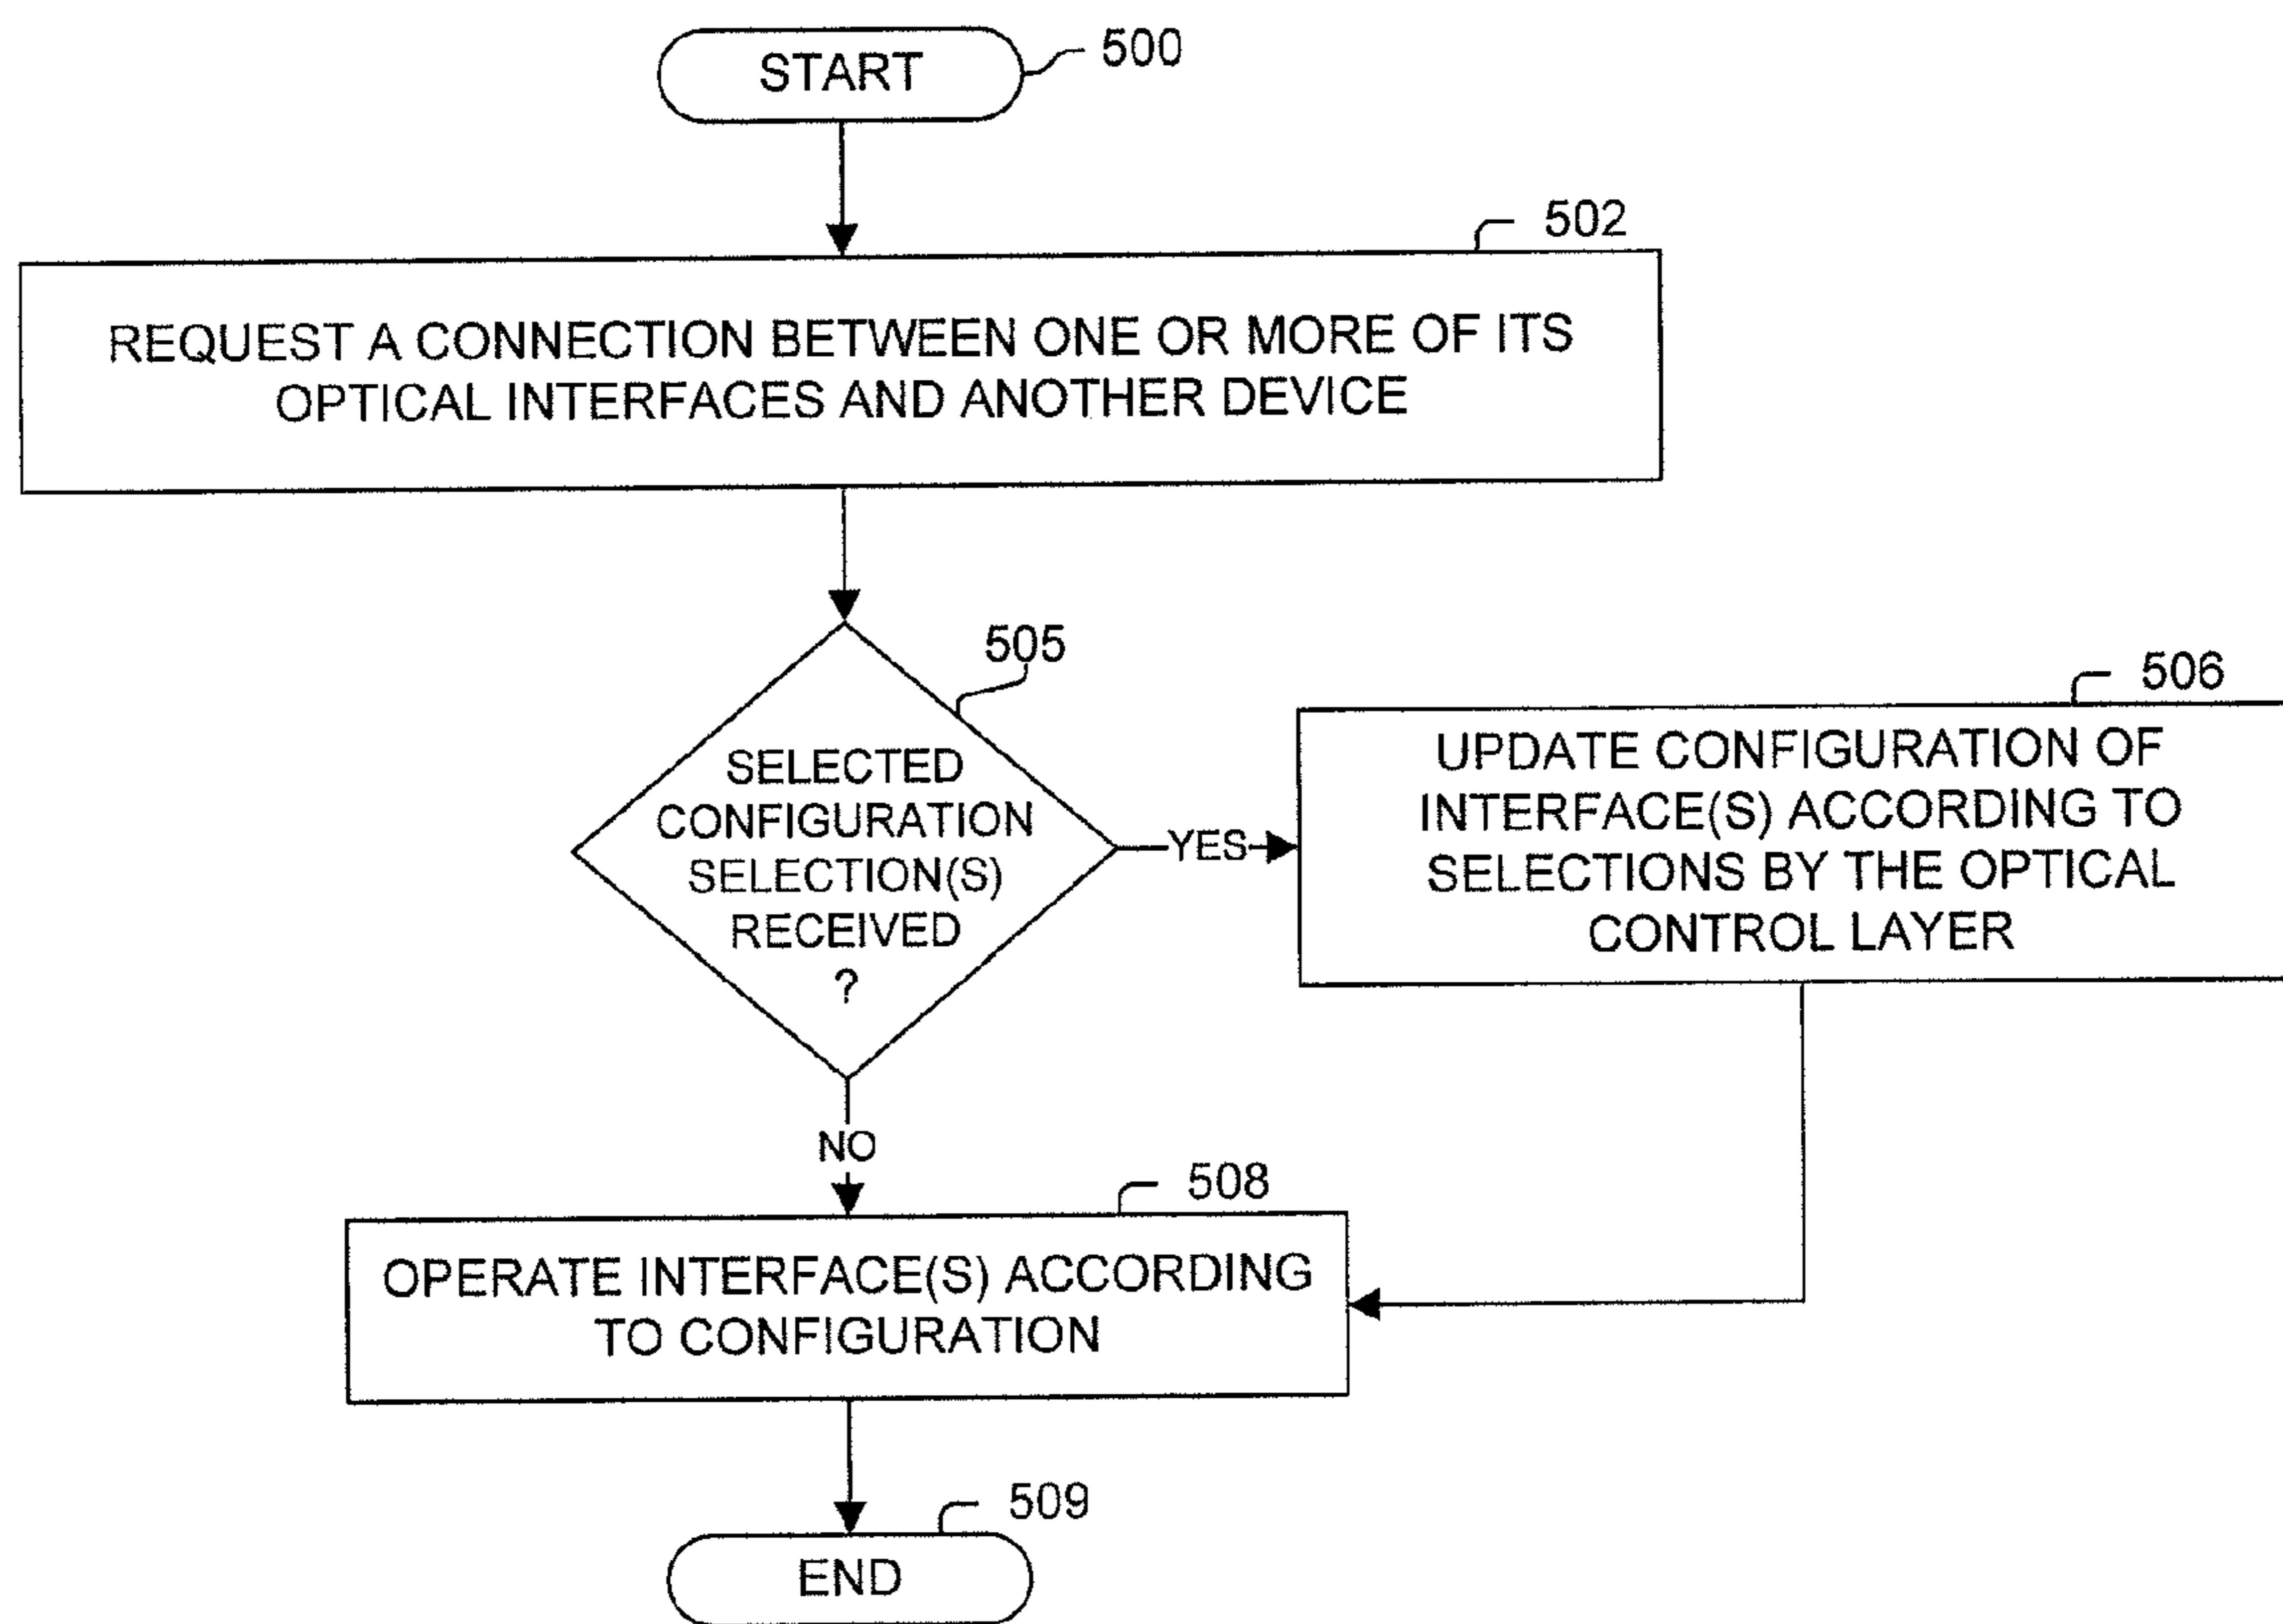 START
500
502
REQUEST A CONNECTION BETWEEN ONE OR MORE OF ITS
OPTICAL INTERFACES AND ANOTHER DEVICE
505
SELECTED
CONFIGURATION
SELECTION(S)
RECEIVED
?
YES
506
UPDATE CONFIGURATION OF
INTERFACE(S) ACCORDING TO
SELECTIONS BY THE OPTICAL
CONTROL LAYER
NO
508
OPERATE INTERFACE(S) ACCORDING
TO CONFIGURATION
509
END